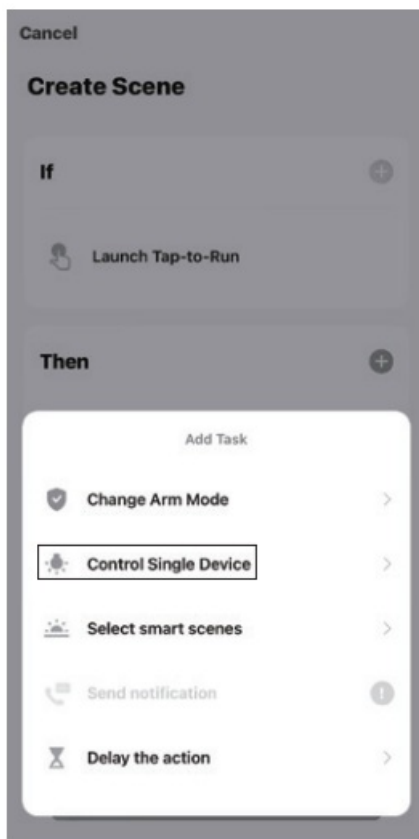 Cancel
Create Scene
If
Launch Tap-to-Run
Then
Add Task
Change Arm Mode
Control Single Device
Select smart scenes
Send notification
Delay the action